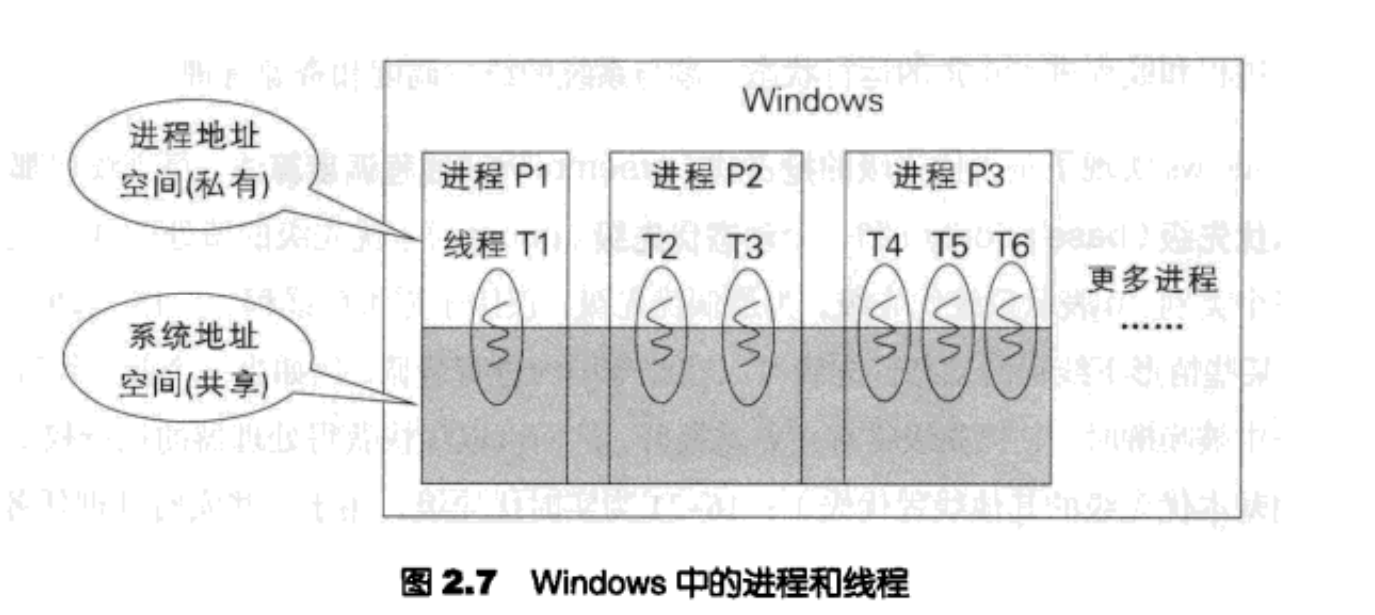 Windows
进程地址
空间(私有)
进程 P1
进程 P2
进程 P3
线程 T1
T2
T3
T4
T5
T6
更多进程
……
系统地址
空间(共享)
图 2.7 Windows 中的进程和线程